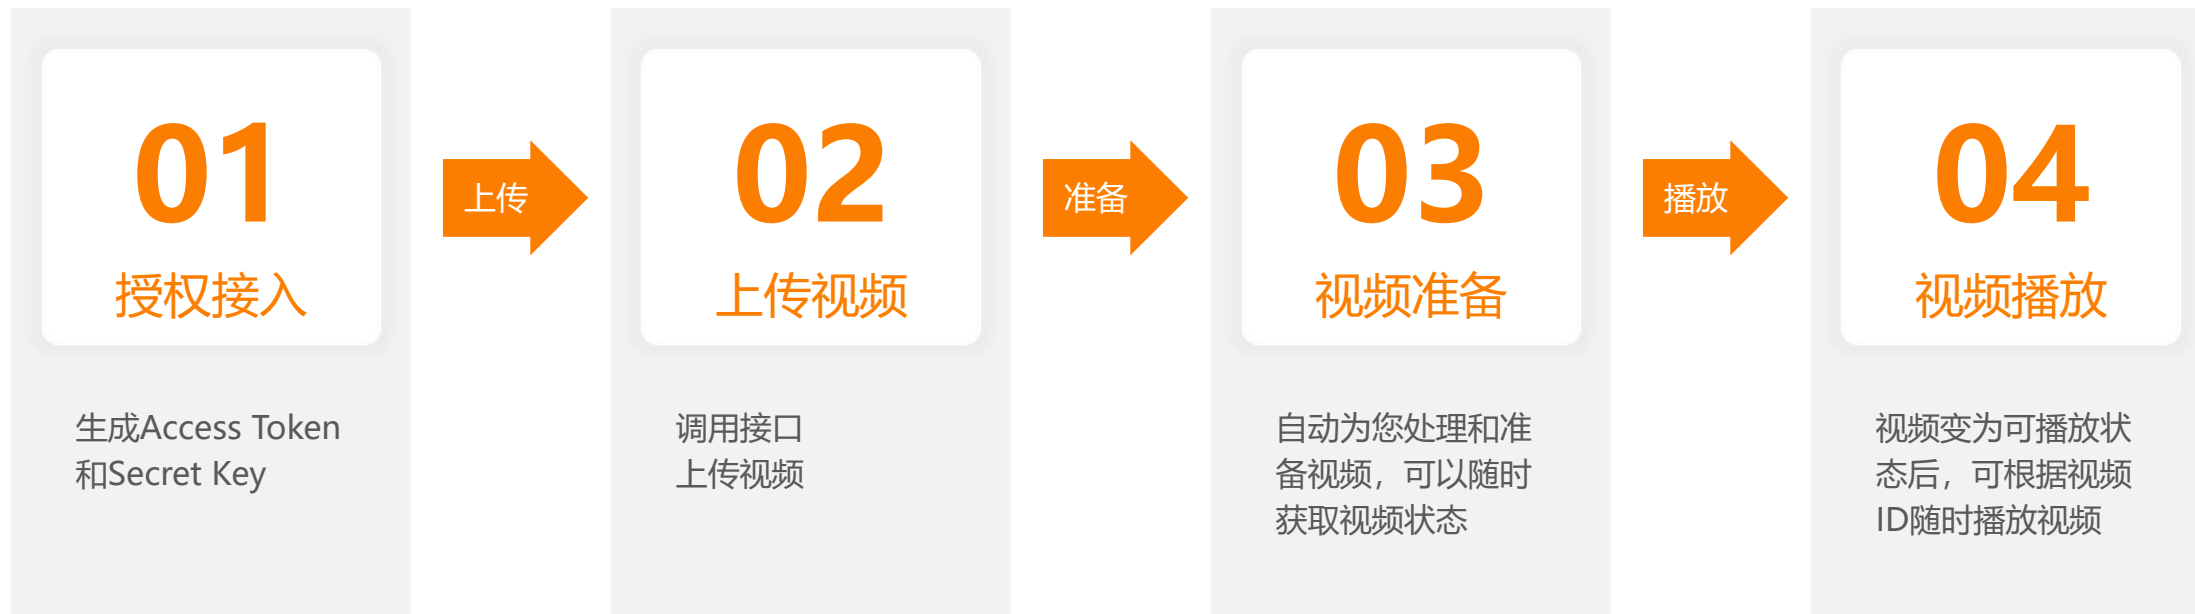 01
授权接入
生成Access Token
和Secret Key
上传
02
上传视频
调用接口
上传视频
准备
03
视频准备
自动为您处理和准
备视频，可以随时
获取视频状态
播放
04
视频播放
视频变为可播放状
态后，可根据视频
ID随时播放视频